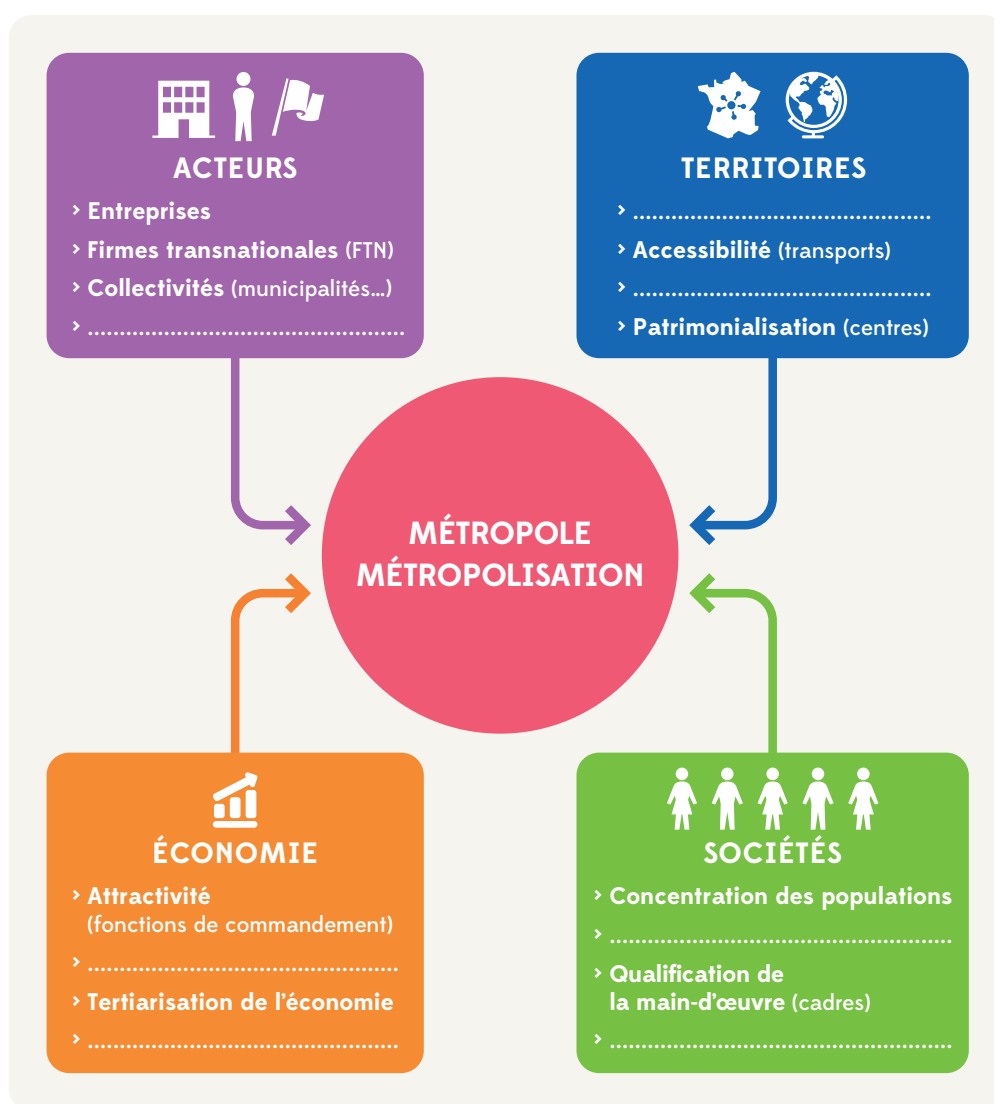 ACTEURS
› Entreprises
› Firmes transnationales (FTN)
› Collectivités (municipalités...)
› ..................................................
TERRITOIRES
› ...............................................
› Accessibilité (transports)
› ...............................................
› Patrimonialisation (centres)
MÉTROPOLE
MÉTROPOLISATION
ÉCONOMIE
› Attractivité
(fonctions de commandement)
› .................................................
› Tertiarisation de l'économie
› .................................................
SOCIÉTÉS
› Concentration des populations
› ......................................................
› Qualification de
la main-d'œuvre (cadres)
› ......................................................